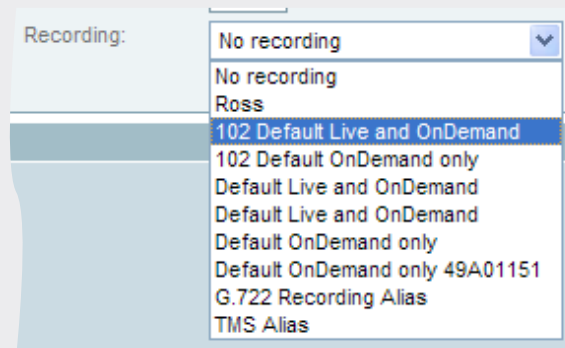 Recording:
No recording
No recording
Ross
102 Default Live and OnDemand
102 Default OnDemand only
Default Live and OnDemand
Default Live and OnDemand
Default OnDemand only
Default OnDemand only 49A01151
G.722 Recording Alias
TMS Alias